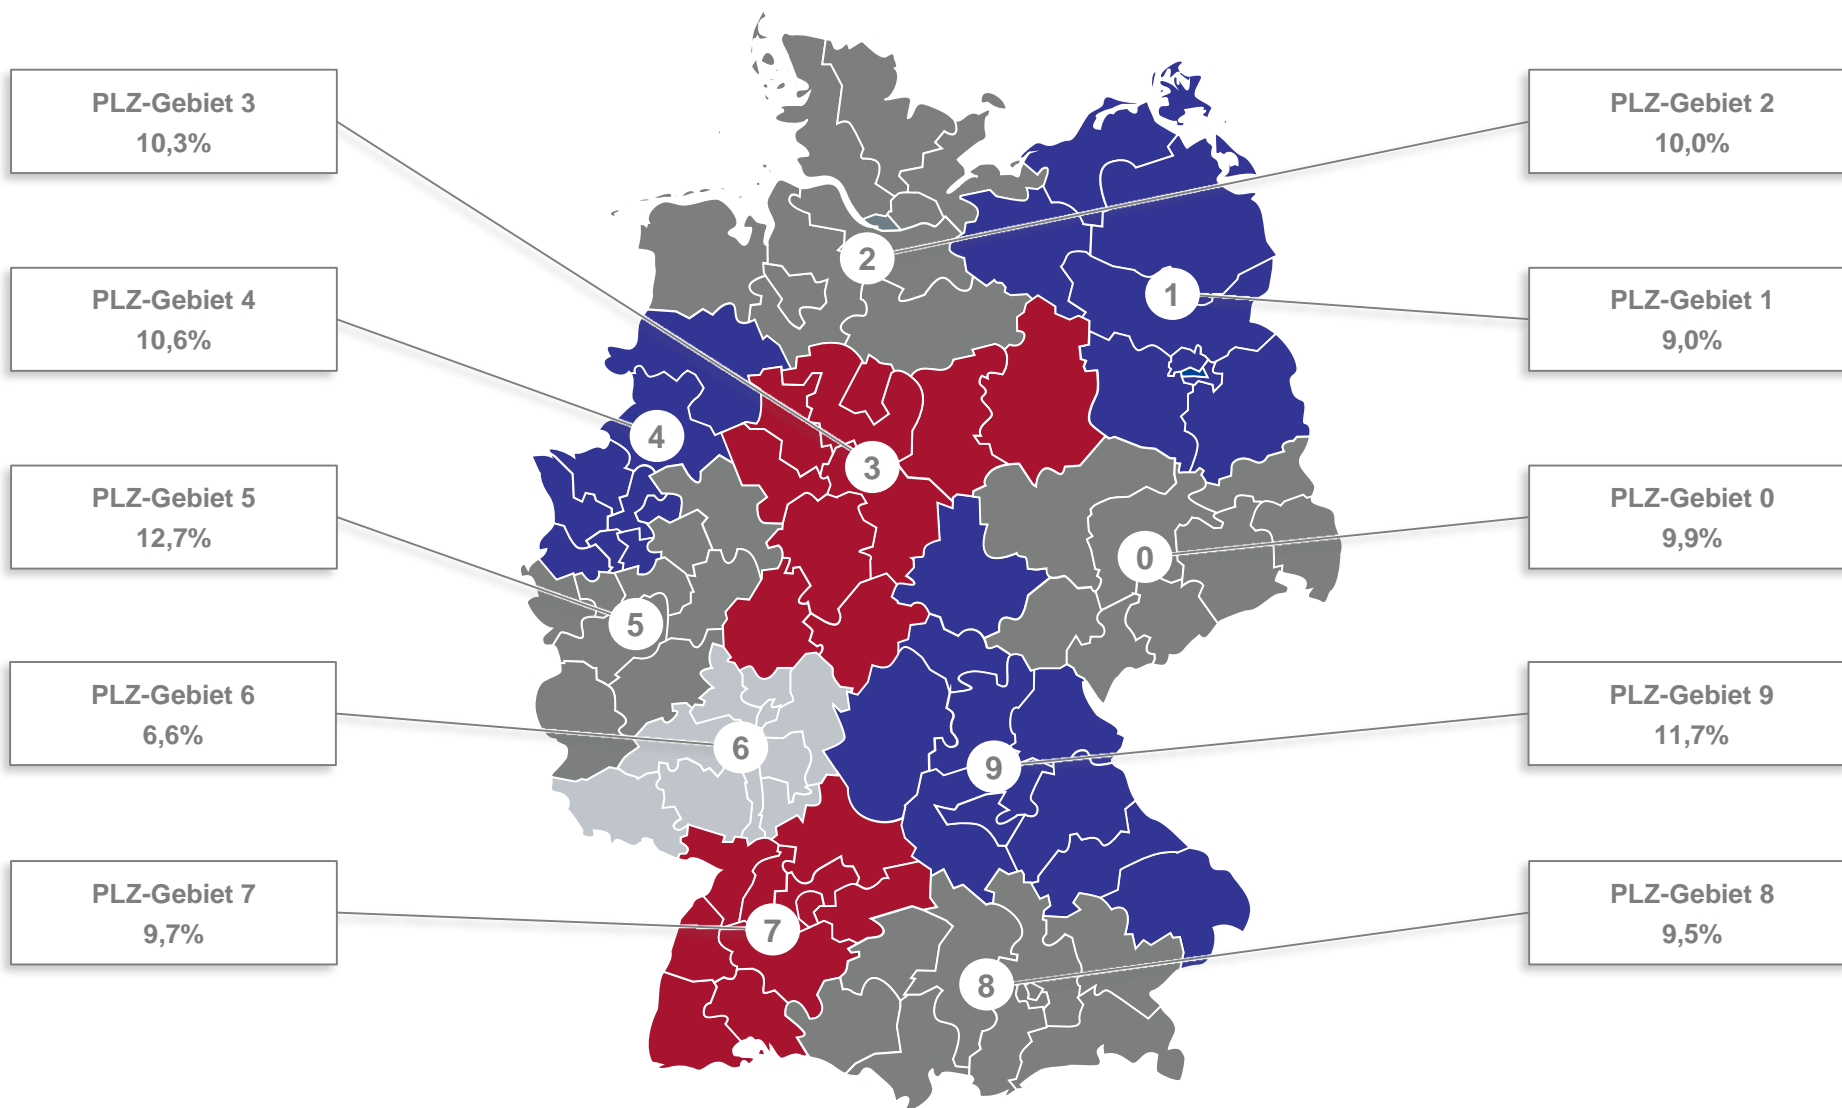 PLZ-Gebiet 3
10,3%
PLZ-Gebiet 4
10,6%
PLZ-Gebiet 5
12,7%
PLZ-Gebiet 6
6,6%
PLZ-Gebiet 7
9,7%
PLZ-Gebiet 2
10,0%
PLZ-Gebiet 1
9,0%
PLZ-Gebiet 0
9,9%
PLZ-Gebiet 9
11,7%
PLZ-Gebiet 8
9,5%
2
1
4
3
0
5
6
9
7
8